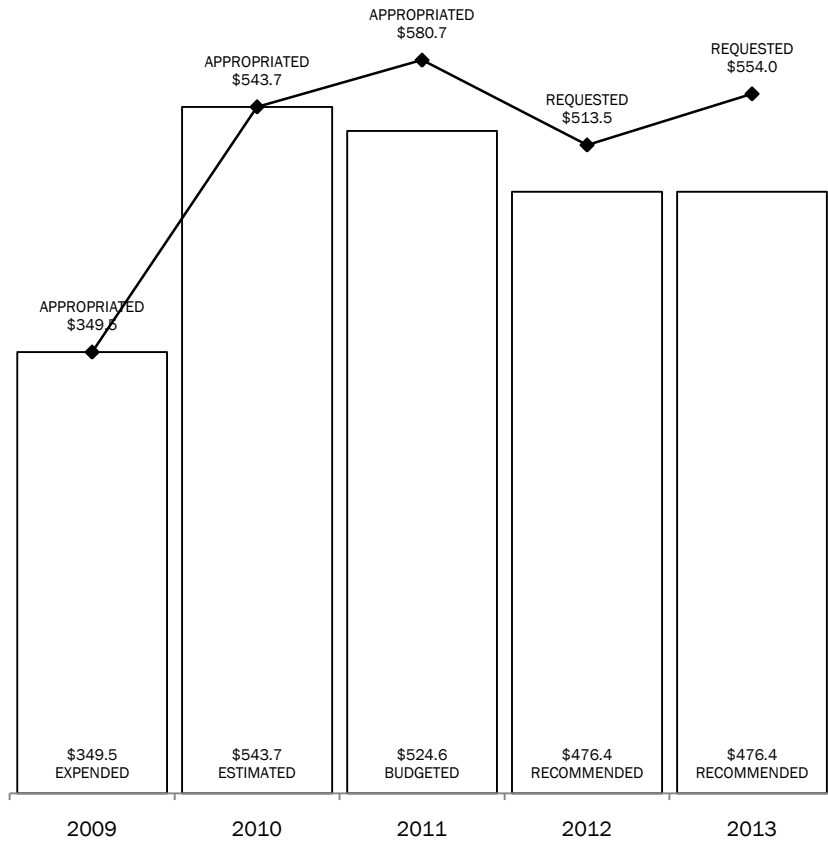 APPROPRIATED
$580.7
REQUESTED
$554.0
APPROPRIATED
$543.7
REQUESTED
$513.5
APPROPRIATED
$349.5
$349.5
EXPENDED
$543.7
ESTIMATED
$524.6
BUDGETED
$476.4
RECOMMENDED
$476.4
RECOMMENDED
2009
2010
2011
2012
2013